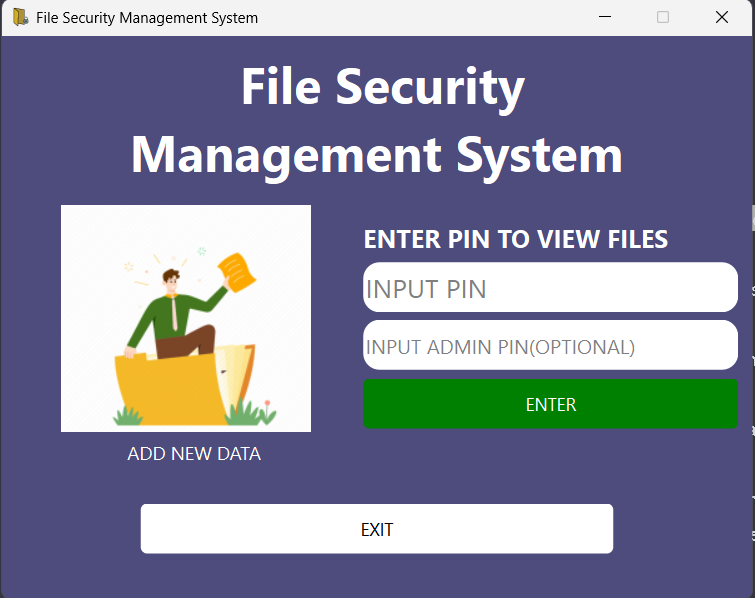 File Security Management System
File Security
Management System
ENTER PIN TO VIEW FILES
INPUT PIN
INPUT ADMIN PIN(OPTIONAL)
ENTER
ADD NEW DATA
EXIT